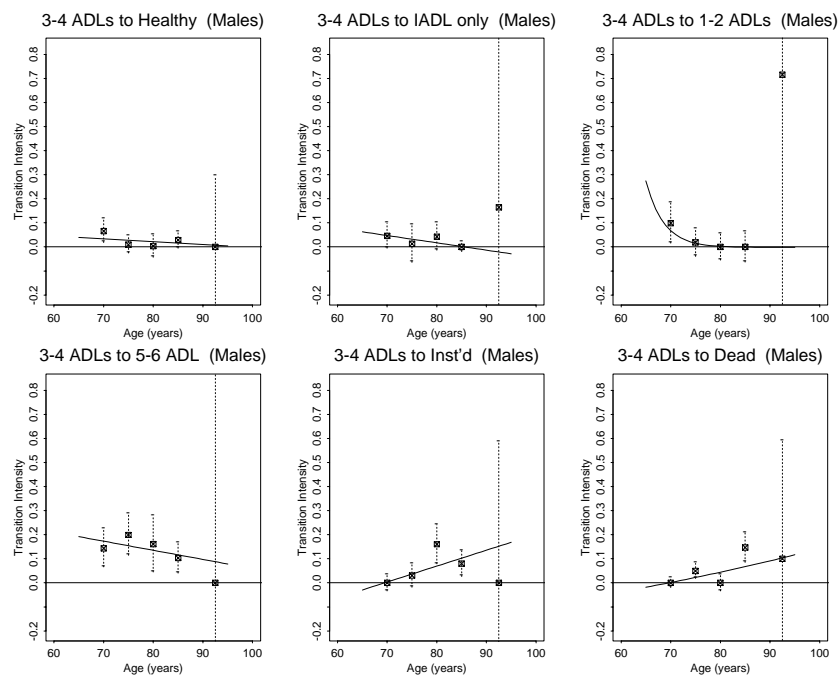 3-4 ADLs to Healthy (Males)
Transition Intensity
0.8
0.7
0.6
0.5
0.4
0.3
0.2
0.1
0.0
-0.2
60 70 80 90 100
Age (years)
3-4 ADLs to IADL only (Males)
Transition Intensity
0.8
0.7
0.6
0.5
0.4
0.3
0.2
0.1
0.0
-0.2
60 70 80 90 100
Age (years)
3-4 ADLs to 1-2 ADLs (Males)
Transition Intensity
0.8
0.7
0.6
0.5
0.4
0.3
0.2
0.1
0.0
-0.2
60 70 80 90 100
Age (years)
3-4 ADLs to 5-6 ADL (Males)
Transition Intensity
0.8
0.7
0.6
0.5
0.4
0.3
0.2
0.1
0.0
-0.2
60 70 80 90 100
Age (years)
3-4 ADLs to Inst'd (Males)
Transition Intensity
0.8
0.7
0.6
0.5
0.4
0.3
0.2
0.1
0.0
-0.2
60 70 80 90 100
Age (years)
3-4 ADLs to Dead (Males)
Transition Intensity
0.8
0.7
0.6
0.5
0.4
0.3
0.2
0.1
0.0
-0.2
60 70 80 90 100
Age (years)